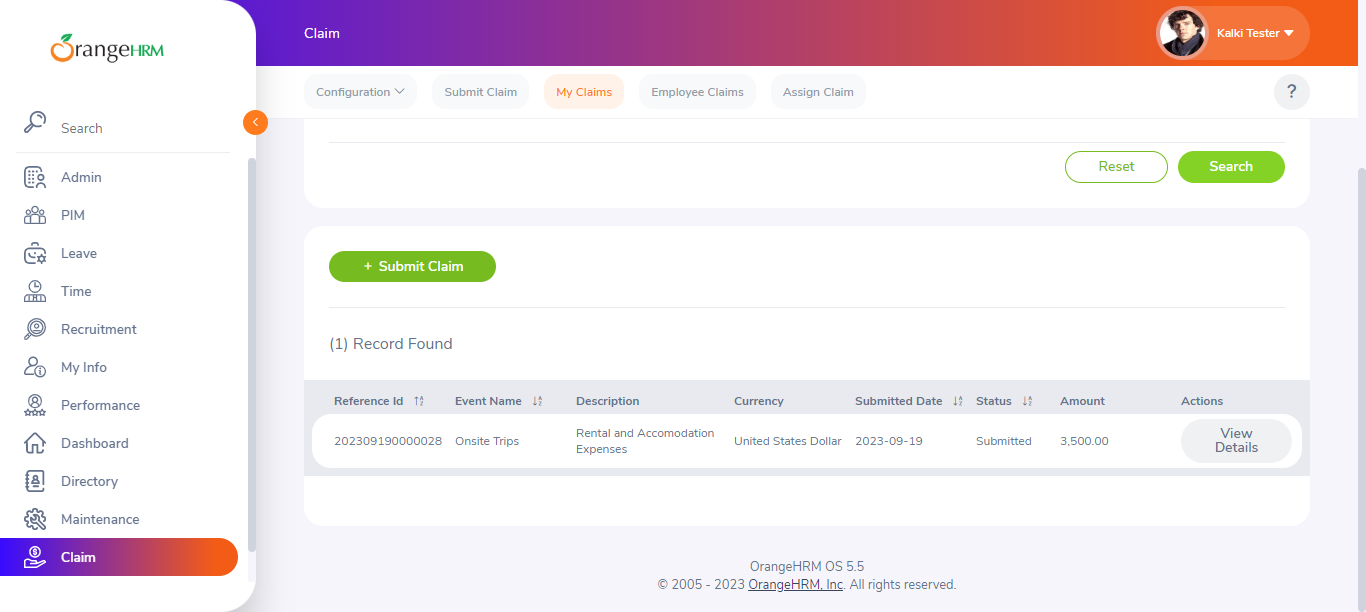 OrangeHRM
Claim
Kalki Tester
Configuration
Submit Claim
My Claims
Employee Claims
Assign Claim
?
Search
Admin
PIM
Leave
Time
Recruitment
My Info
Performance
Dashboard
Directory
Maintenance
Claim
Reset
Search
+ Submit Claim
(1) Record Found
Reference Id Event Name Description Currency Submitted Date Status Amount Actions
202309190000028 Onsite Trips Rental and Accomodation United States Dollar 2023-09-19 Submitted 3,500.00 View
Expenses Details
OrangeHRM OS 5.5
© 2005 - 2023 OrangeHRM, Inc. All rights reserved.